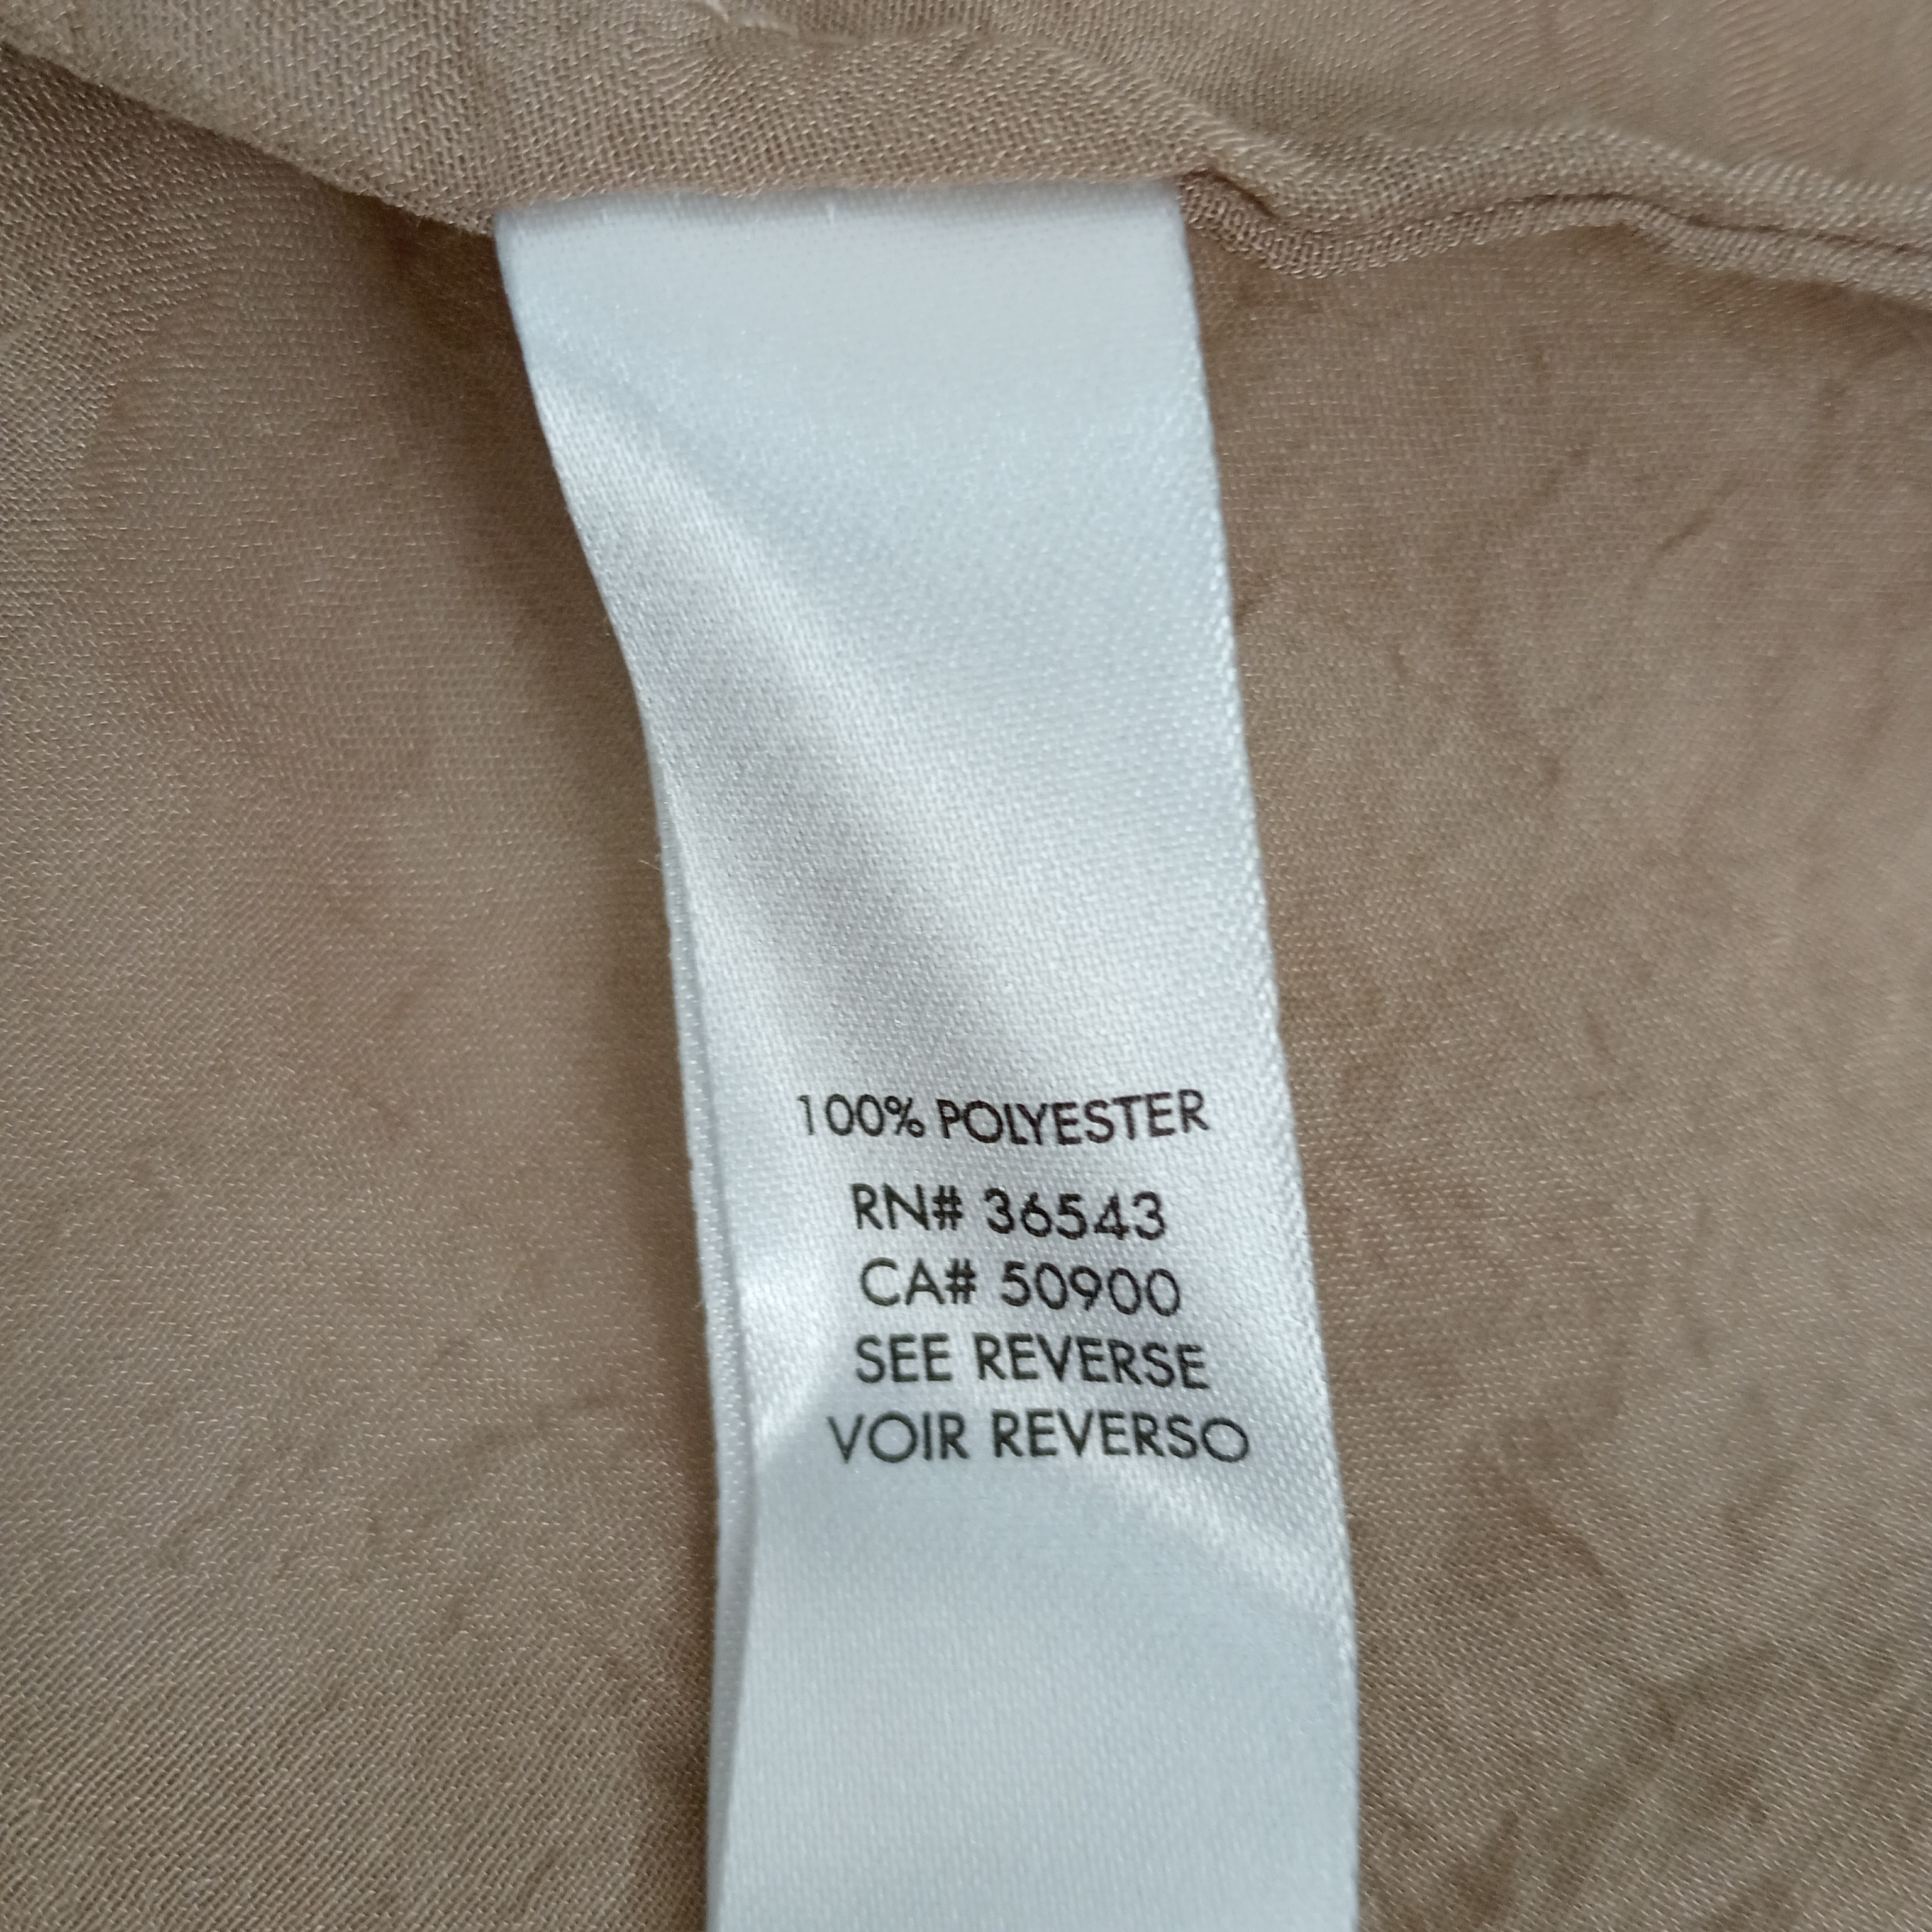 100% POLYESTER
RN# 36543
CA# 50900
SEE REVERSE
VOIR REVERSO